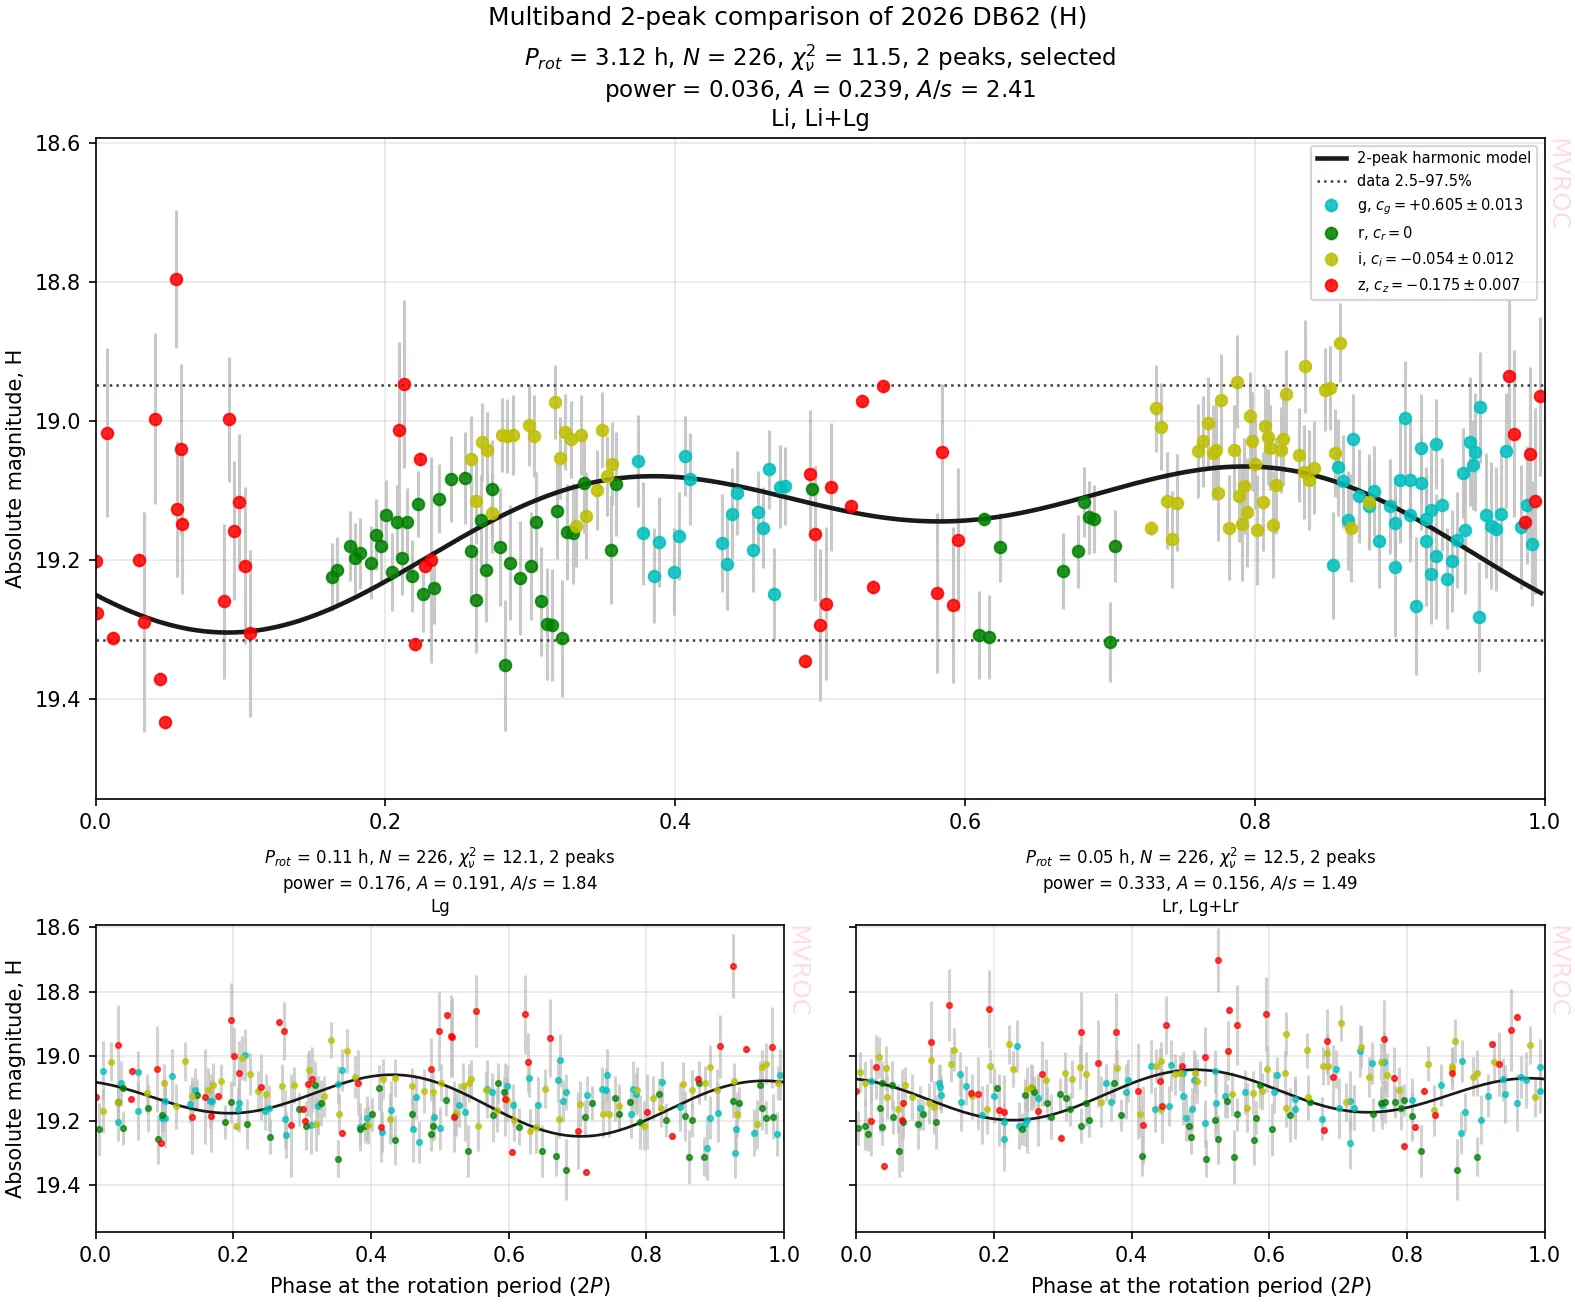 Multiband 2-peak comparison of 2026 DB62 (H)
P_rot = 3.12 h, N = 226, χ²_ν = 11.5, 2 peaks, selected
power = 0.036, A = 0.239, A/s = 2.41
Li, Li+Lg
2-peak harmonic model
data 2.5–97.5%
g, c_g = +0.605 ± 0.013
r, c_r = 0
i, c_i = −0.054 ± 0.012
z, c_z = −0.175 ± 0.007
MVROC
Absolute magnitude, H
18.6
18.8
19.0
19.2
19.4
0.0 0.2 0.4 0.6 0.8 1.0
P_rot = 0.11 h, N = 226, χ²_ν = 12.1, 2 peaks
power = 0.176, A = 0.191, A/s = 1.84
Lg
MVROC
Absolute magnitude, H
18.6
18.8
19.0
19.2
19.4
0.0 0.2 0.4 0.6 0.8 1.0
Phase at the rotation period (2P)
P_rot = 0.05 h, N = 226, χ²_ν = 12.5, 2 peaks
power = 0.333, A = 0.156, A/s = 1.49
Lr, Lg+Lr
MVROC
0.0 0.2 0.4 0.6 0.8 1.0
Phase at the rotation period (2P)